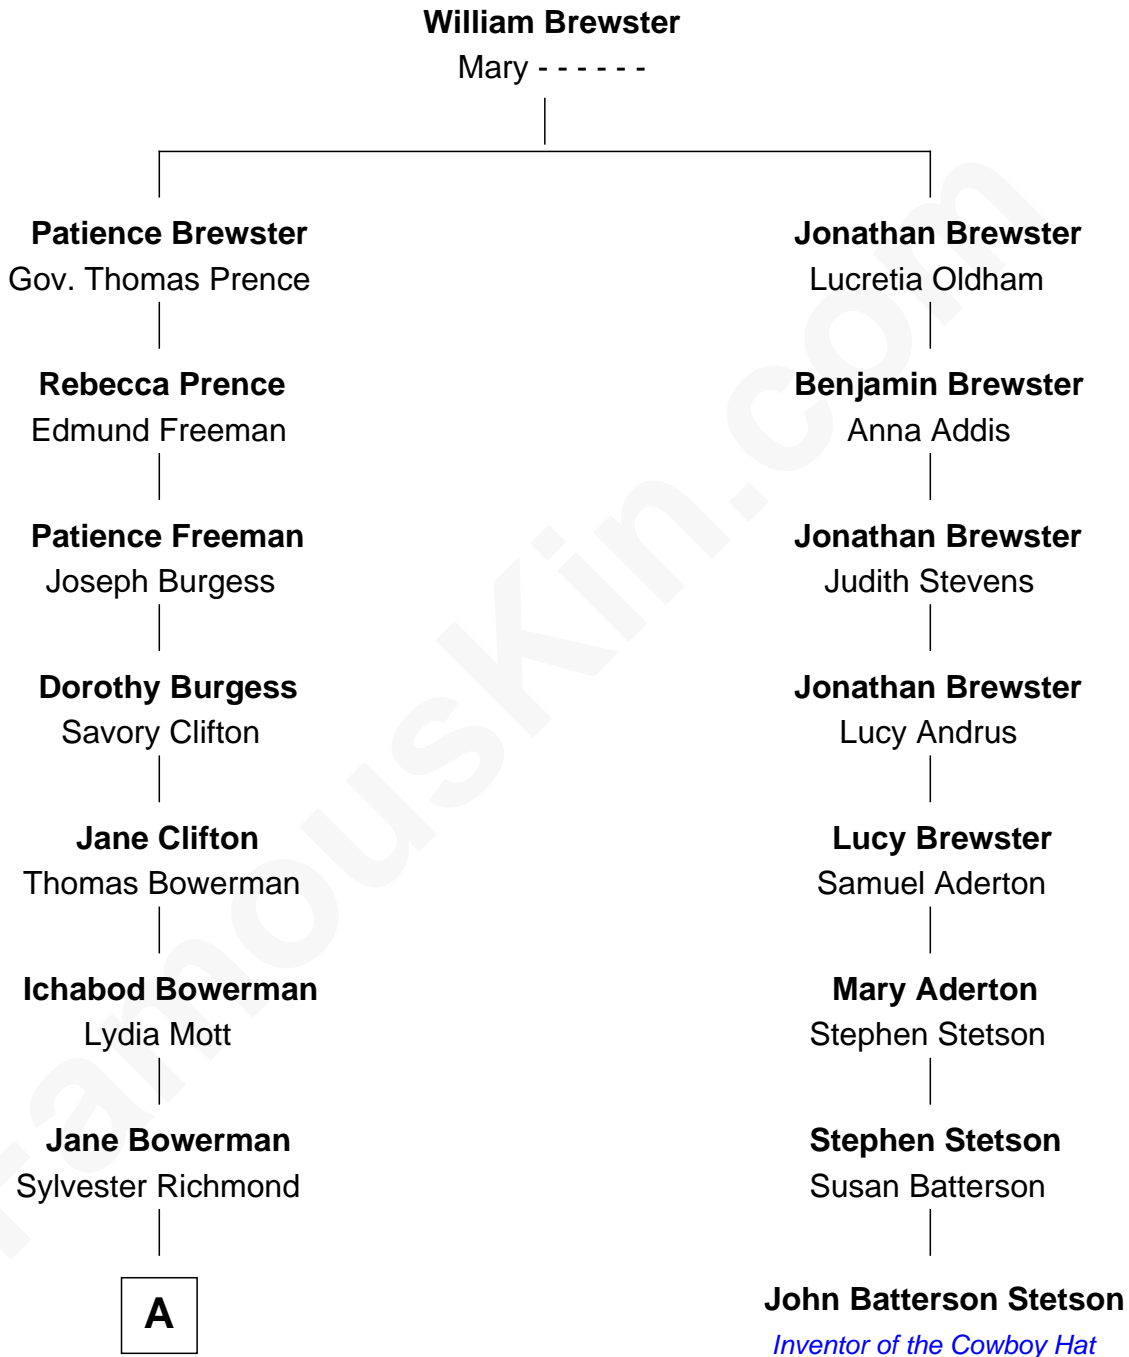 William Brewster
Mary - - - - - -
Patience Brewster
Gov. Thomas Prence
Jonathan Brewster
Lucretia Oldham
Rebecca Prence
Edmund Freeman
Benjamin Brewster
Anna Addis
Patience Freeman
Joseph Burgess
Jonathan Brewster
Judith Stevens
Dorothy Burgess
Savory Clifton
Jonathan Brewster
Lucy Andrus
Jane Clifton
Thomas Bowerman
Lucy Brewster
Samuel Aderton
Ichabod Bowerman
Lydia Mott
Mary Aderton
Stephen Stetson
Jane Bowerman
Sylvester Richmond
Stephen Stetson
Susan Batterson
A
John Batterson Stetson
Inventor of the Cowboy Hat
FamousKin.com